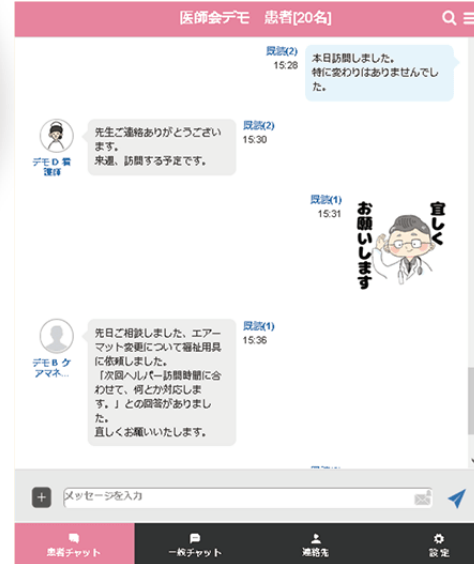 医師会デモ 患者[20名]
既読(2)
15:28
本日訪問しました。
特に変わりはありませんでし
た。
デモD 看
護師
先生ご連絡ありがとうござい
ます。
来週、訪問する予定です。
既読(2)
15:30
既読(1)
15:31
宜しく
お願いします
デモB ケ
アマネ...
先日ご相談しました、エアー
マット変更について福祉用具
に依頼しました。
「次回ヘルパー訪問時間に合
わせて、何とか対応しま
す。」との回答がありまし
た。
宜しくお願いいたします。
既読(1)
15:36
メッセージを入力
患者チャット
一般チャット
連絡先
設定